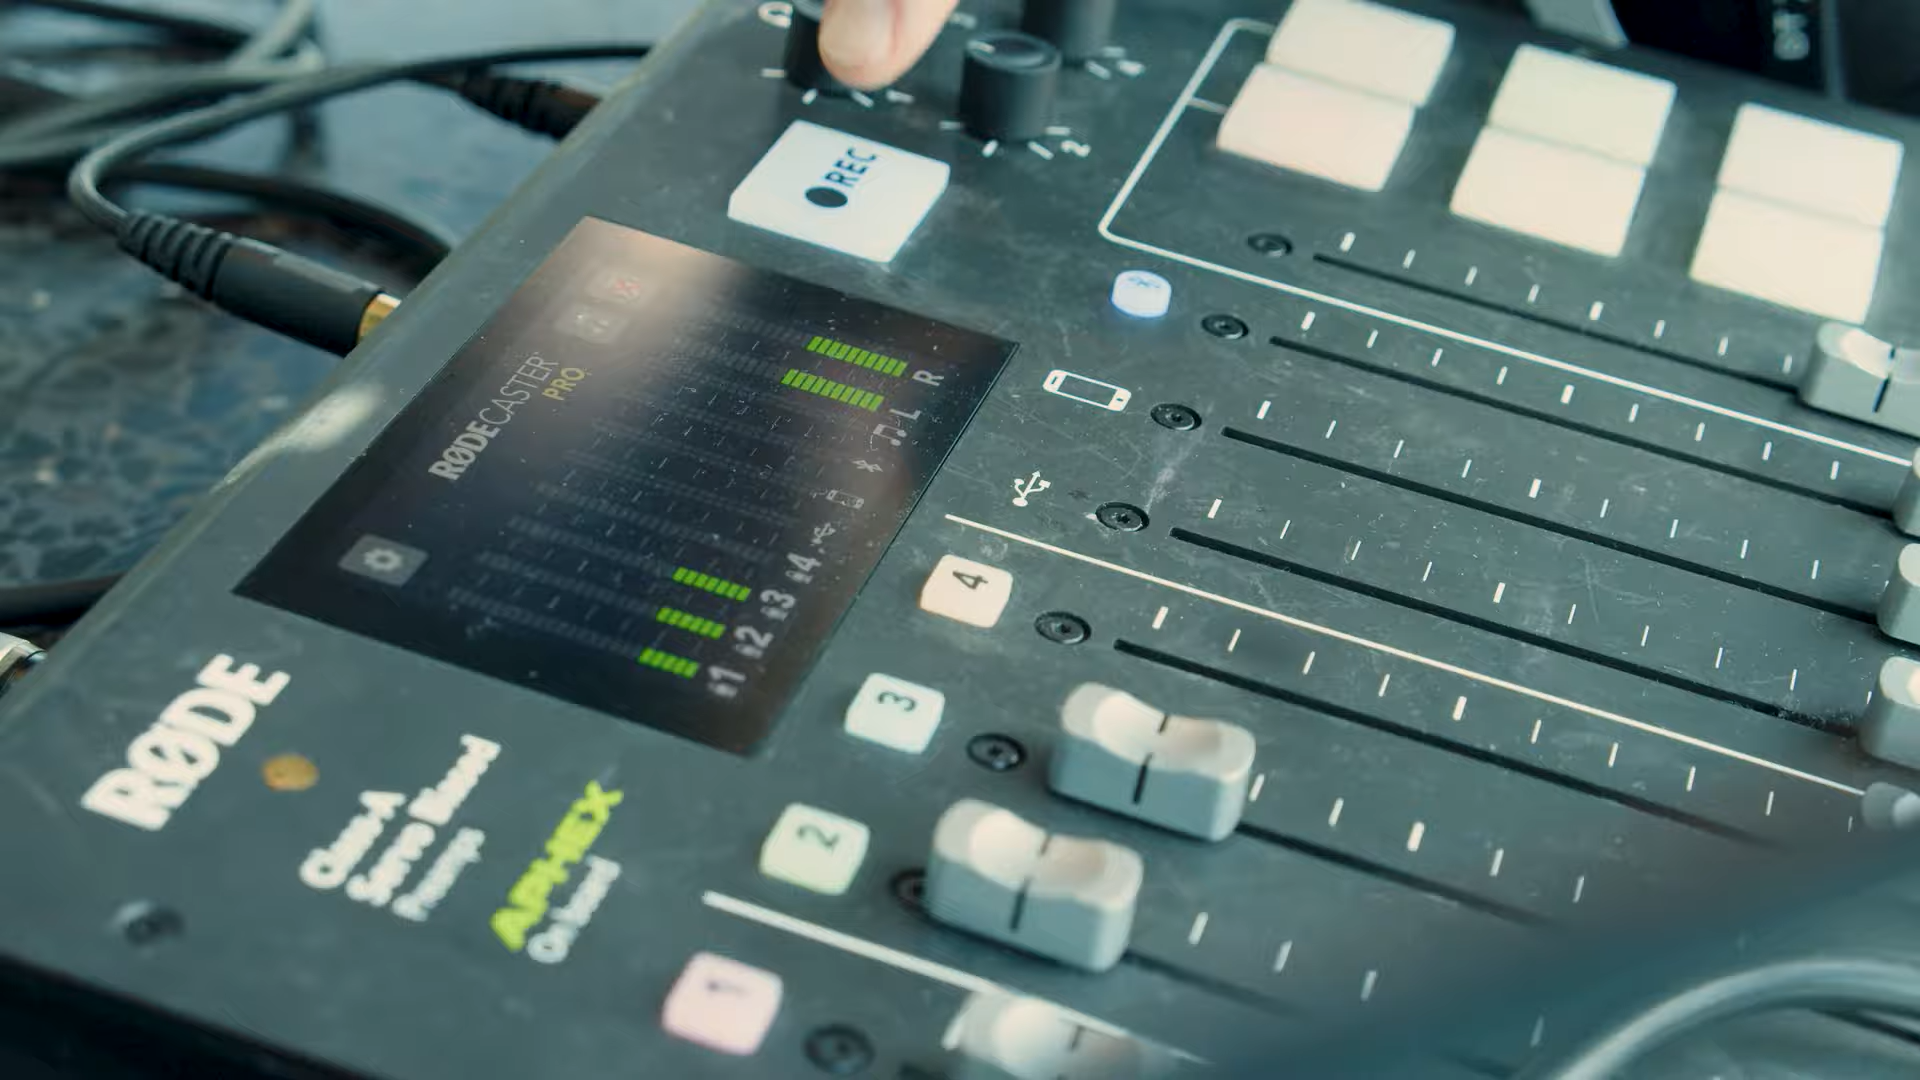 REC
RØDECASTER
PRO
R
L
4
3
2
1
2
4
3
2
1
RØDE
Class-A
Servo Biased
Preamps
APHEX
On board